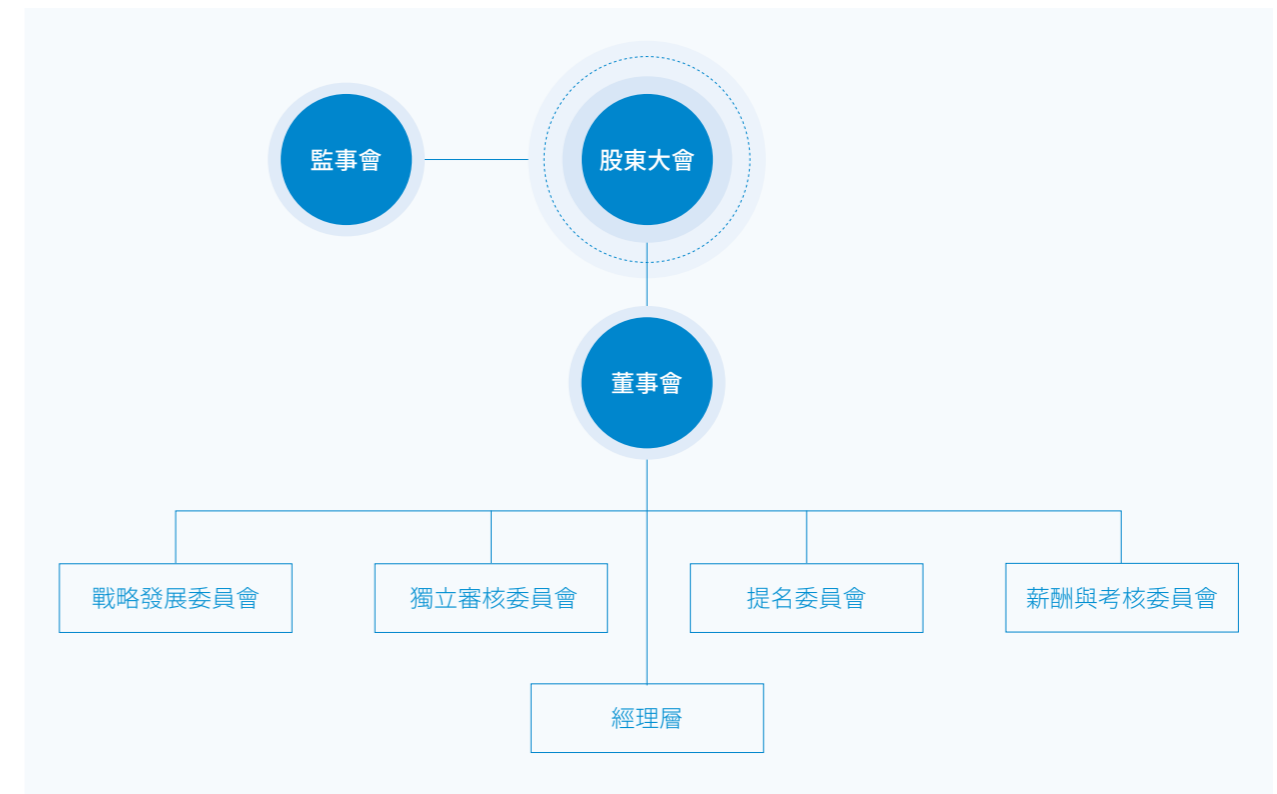 監事會
股東大會
董事會
戰略發展委員會
獨立審核委員會
提名委員會
薪酬與考核委員會
經理層